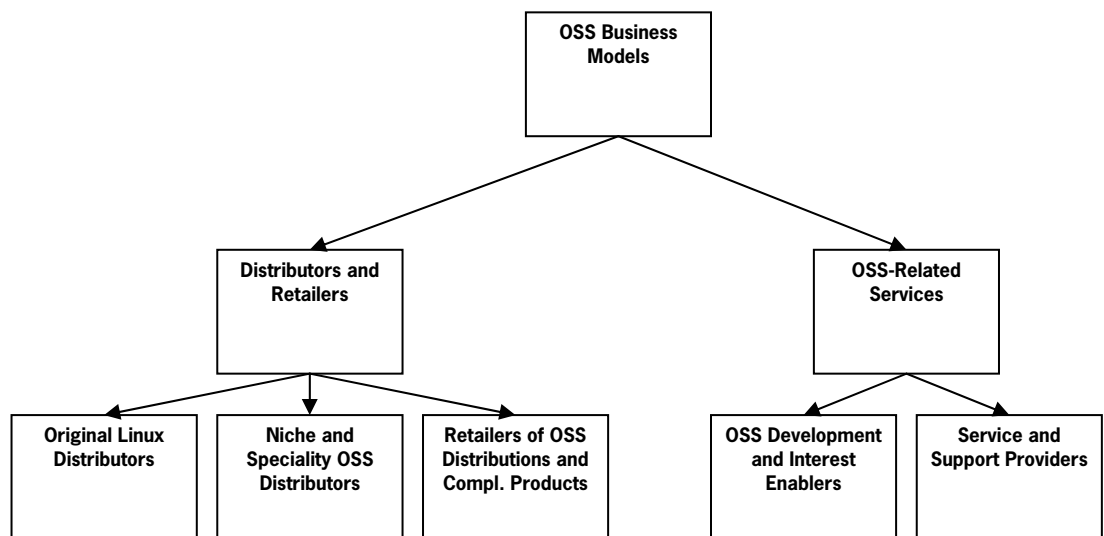 OSS Business
Models
Distributors and
Retailers
OSS-Related
Services
Original Linux
Distributors
Niche and
Speciality OSS
Distributors
Retailers of OSS
Distributions and
Compl. Products
OSS Development
and Interest
Enablers
Service and
Support Providers